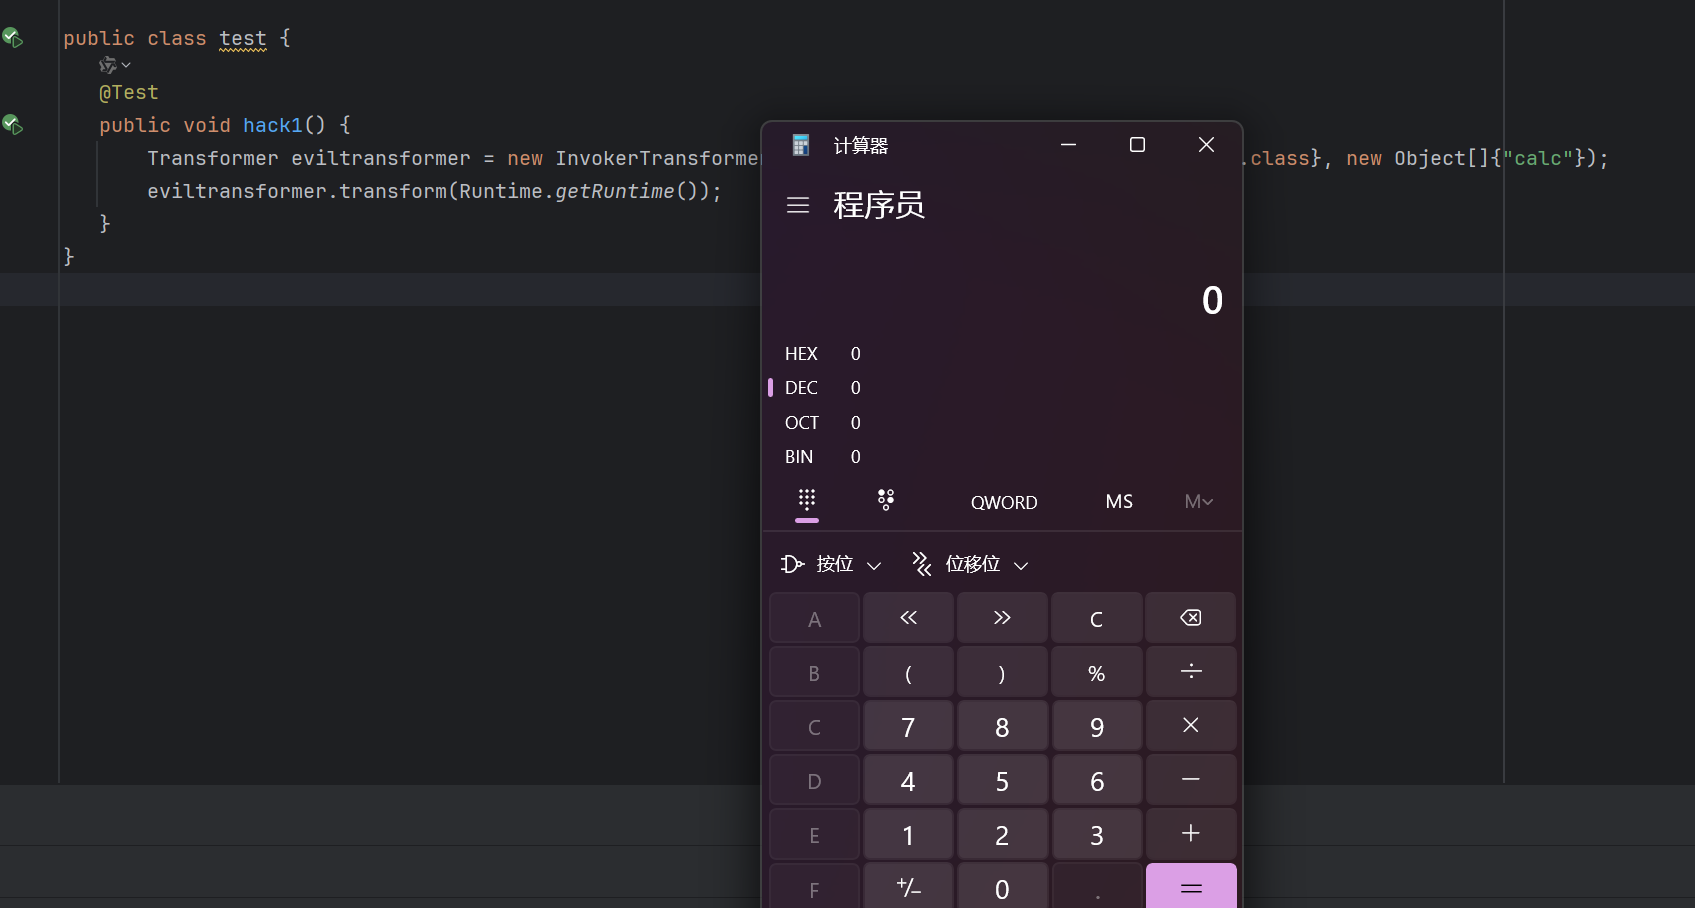 public class test {
@Test
public void hack1() {
Transformer eviltransformer = new InvokerTransformer
.class}, new Object[]{"calc"});
eviltransformer.transform(Runtime.getRuntime());
}
}
计算器
程序员
0
HEX 0
DEC 0
OCT 0
BIN 0
QWORD MS M
按位 位移位
A « » C
B ( ) % ÷
C 7 8 9 ×
D 4 5 6 −
E 1 2 3 +
F +/− 0 . =